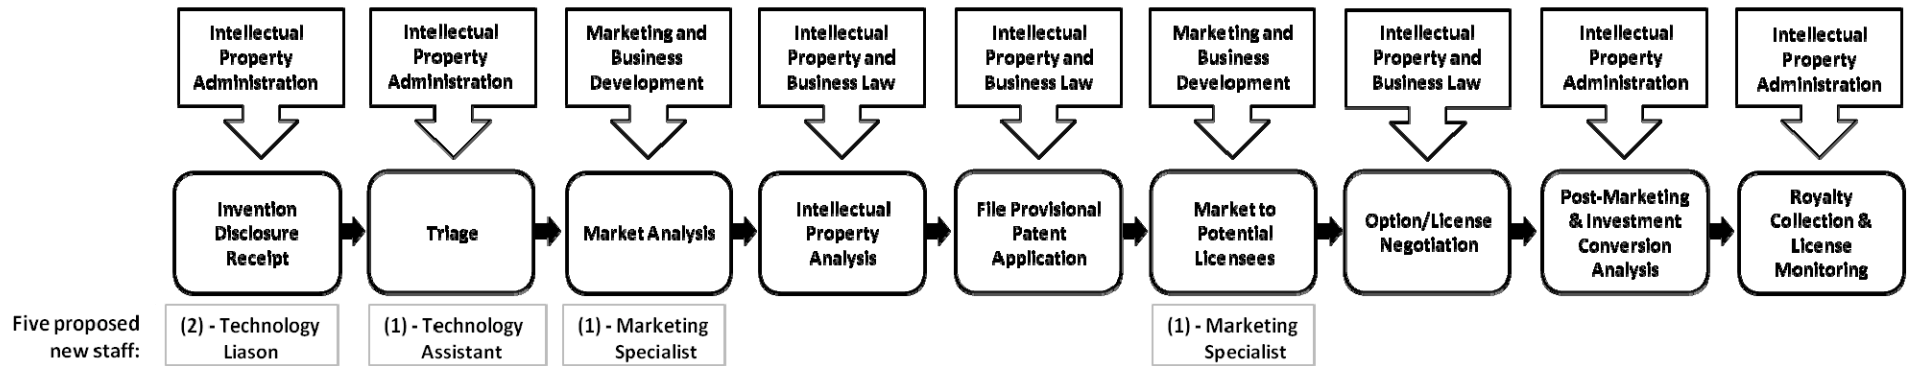 Intellectual
Property
Administration
Intellectual
Property
Administration
Marketing and
Business
Development
Intellectual
Property and
Business Law
Intellectual
Property and
Business Law
Marketing and
Business
Development
Intellectual
Property and
Business Law
Intellectual
Property
Administration
Intellectual
Property
Administration
Invention
Disclosure
Receipt
Triage
Market Analysis
Intellectual
Property
Analysis
File Provisional
Patent
Application
Market to
Potential
Licensees
Option/License
Negotiation
Post-Marketing
& Investment
Conversion
Analysis
Royalty
Collection &
License
Monitoring
Five proposed
new staff:
(2) - Technology
Liason
(1) - Technology
Assistant
(1) - Marketing
Specialist
(1) - Marketing
Specialist